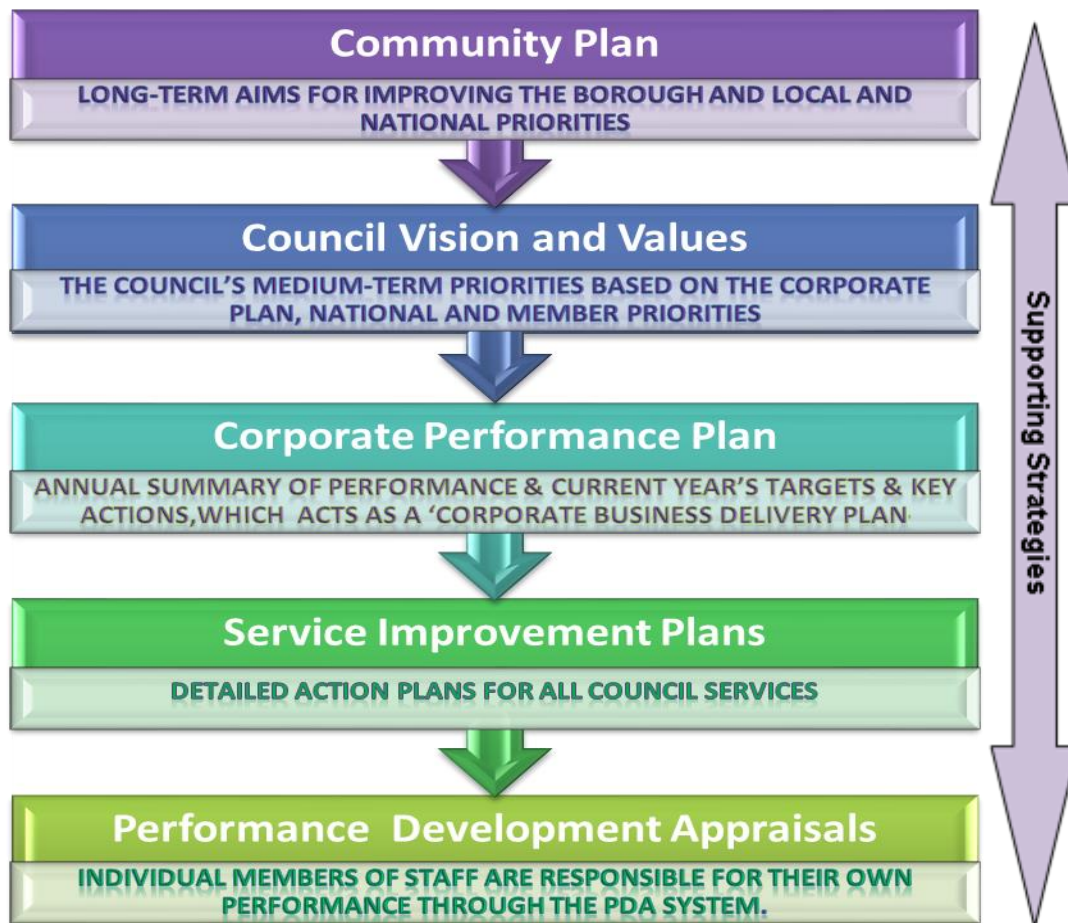 Community Plan
LONG-TERM AIMS FOR IMPROVING THE BOROUGH AND LOCAL AND
NATIONAL PRIORITIES
Council Vision and Values
THE COUNCIL'S MEDIUM-TERM PRIORITIES BASED ON THE CORPORATE
PLAN, NATIONAL AND MEMBER PRIORITIES
Corporate Performance Plan
ANNUAL SUMMARY OF PERFORMANCE & CURRENT YEAR'S TARGETS & KEY
ACTIONS,WHICH ACTS AS A 'CORPORATE BUSINESS DELIVERY PLAN
Service Improvement Plans
DETAILED ACTION PLANS FOR ALL COUNCIL SERVICES
Performance Development Appraisals
INDIVIDUAL MEMBERS OF STAFF ARE RESPONSIBLE FOR THEIR OWN
PERFORMANCE THROUGH THE PDA SYSTEM.
Supporting Strategies